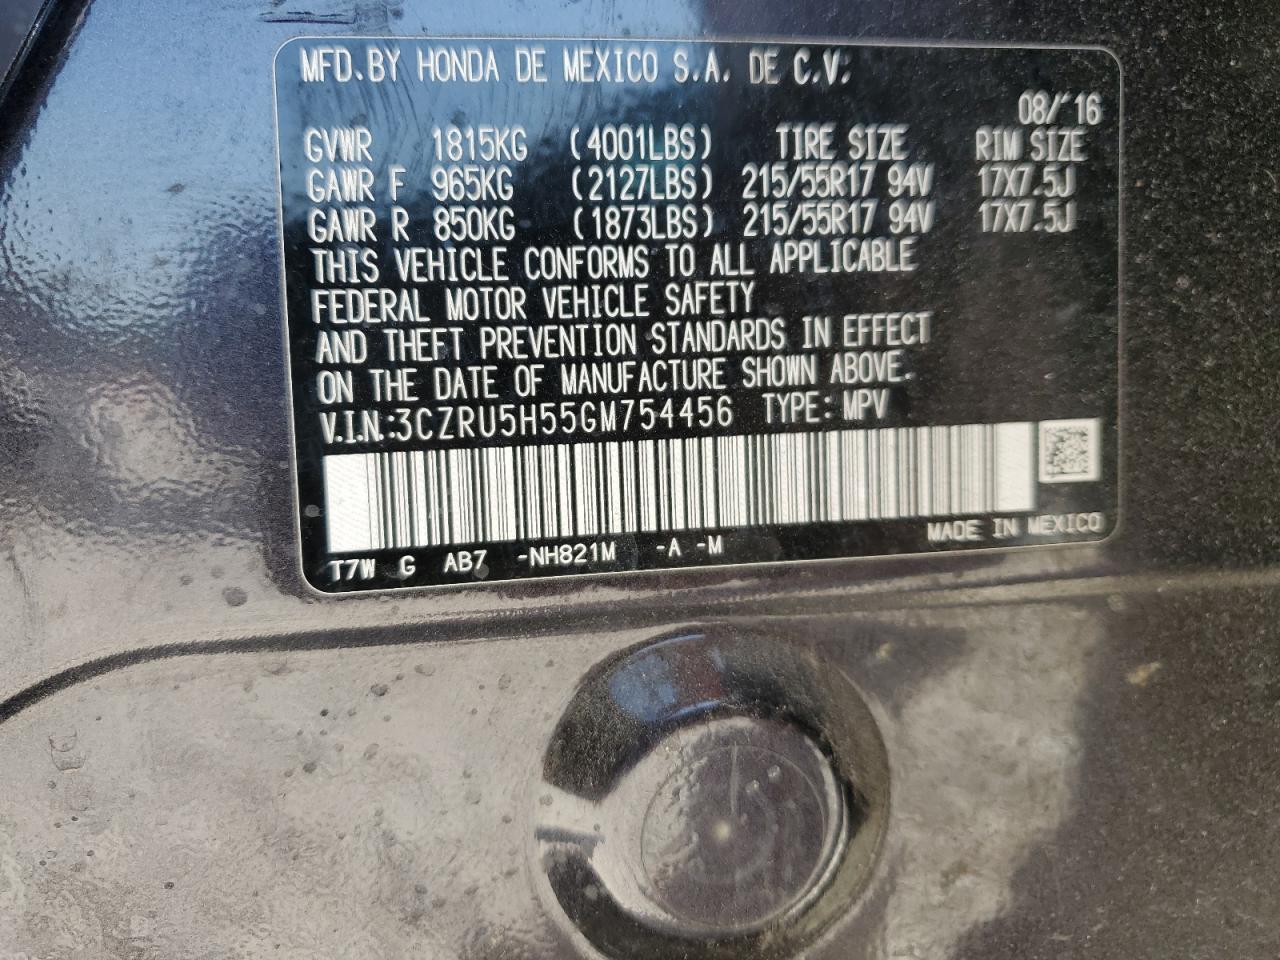 MFD.BY HONDA DE MEXICO S.A. DE C.V.
08/'16
GVWR 1815KG (4001LBS) TIRE SIZE RIM SIZE
GAWR F 965KG (2127LBS) 215/55R17 94V 17X7.5J
GAWR R 850KG (1873LBS) 215/55R17 94V 17X7.5J
THIS VEHICLE CONFORMS TO ALL APPLICABLE
FEDERAL MOTOR VEHICLE SAFETY
AND THEFT PREVENTION STANDARDS IN EFFECT
ON THE DATE OF MANUFACTURE SHOWN ABOVE.
V.I.N.:3CZRU5H55GM754456 TYPE: MPV
MADE IN MEXICO
T7W G AB7 -NH821M -A -M